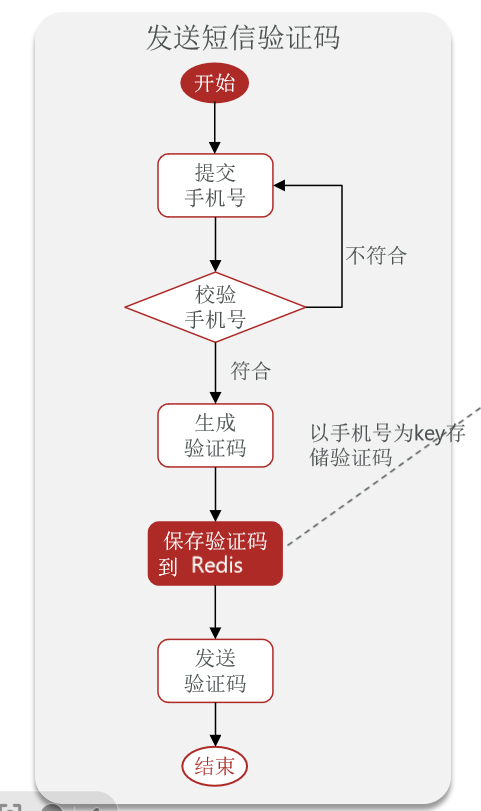 发送短信验证码
开始
提交
手机号
不符合
校验
手机号
符合
生成
验证码
以手机号为key存
储验证码
保存验证码
到 Redis
发送
验证码
结束